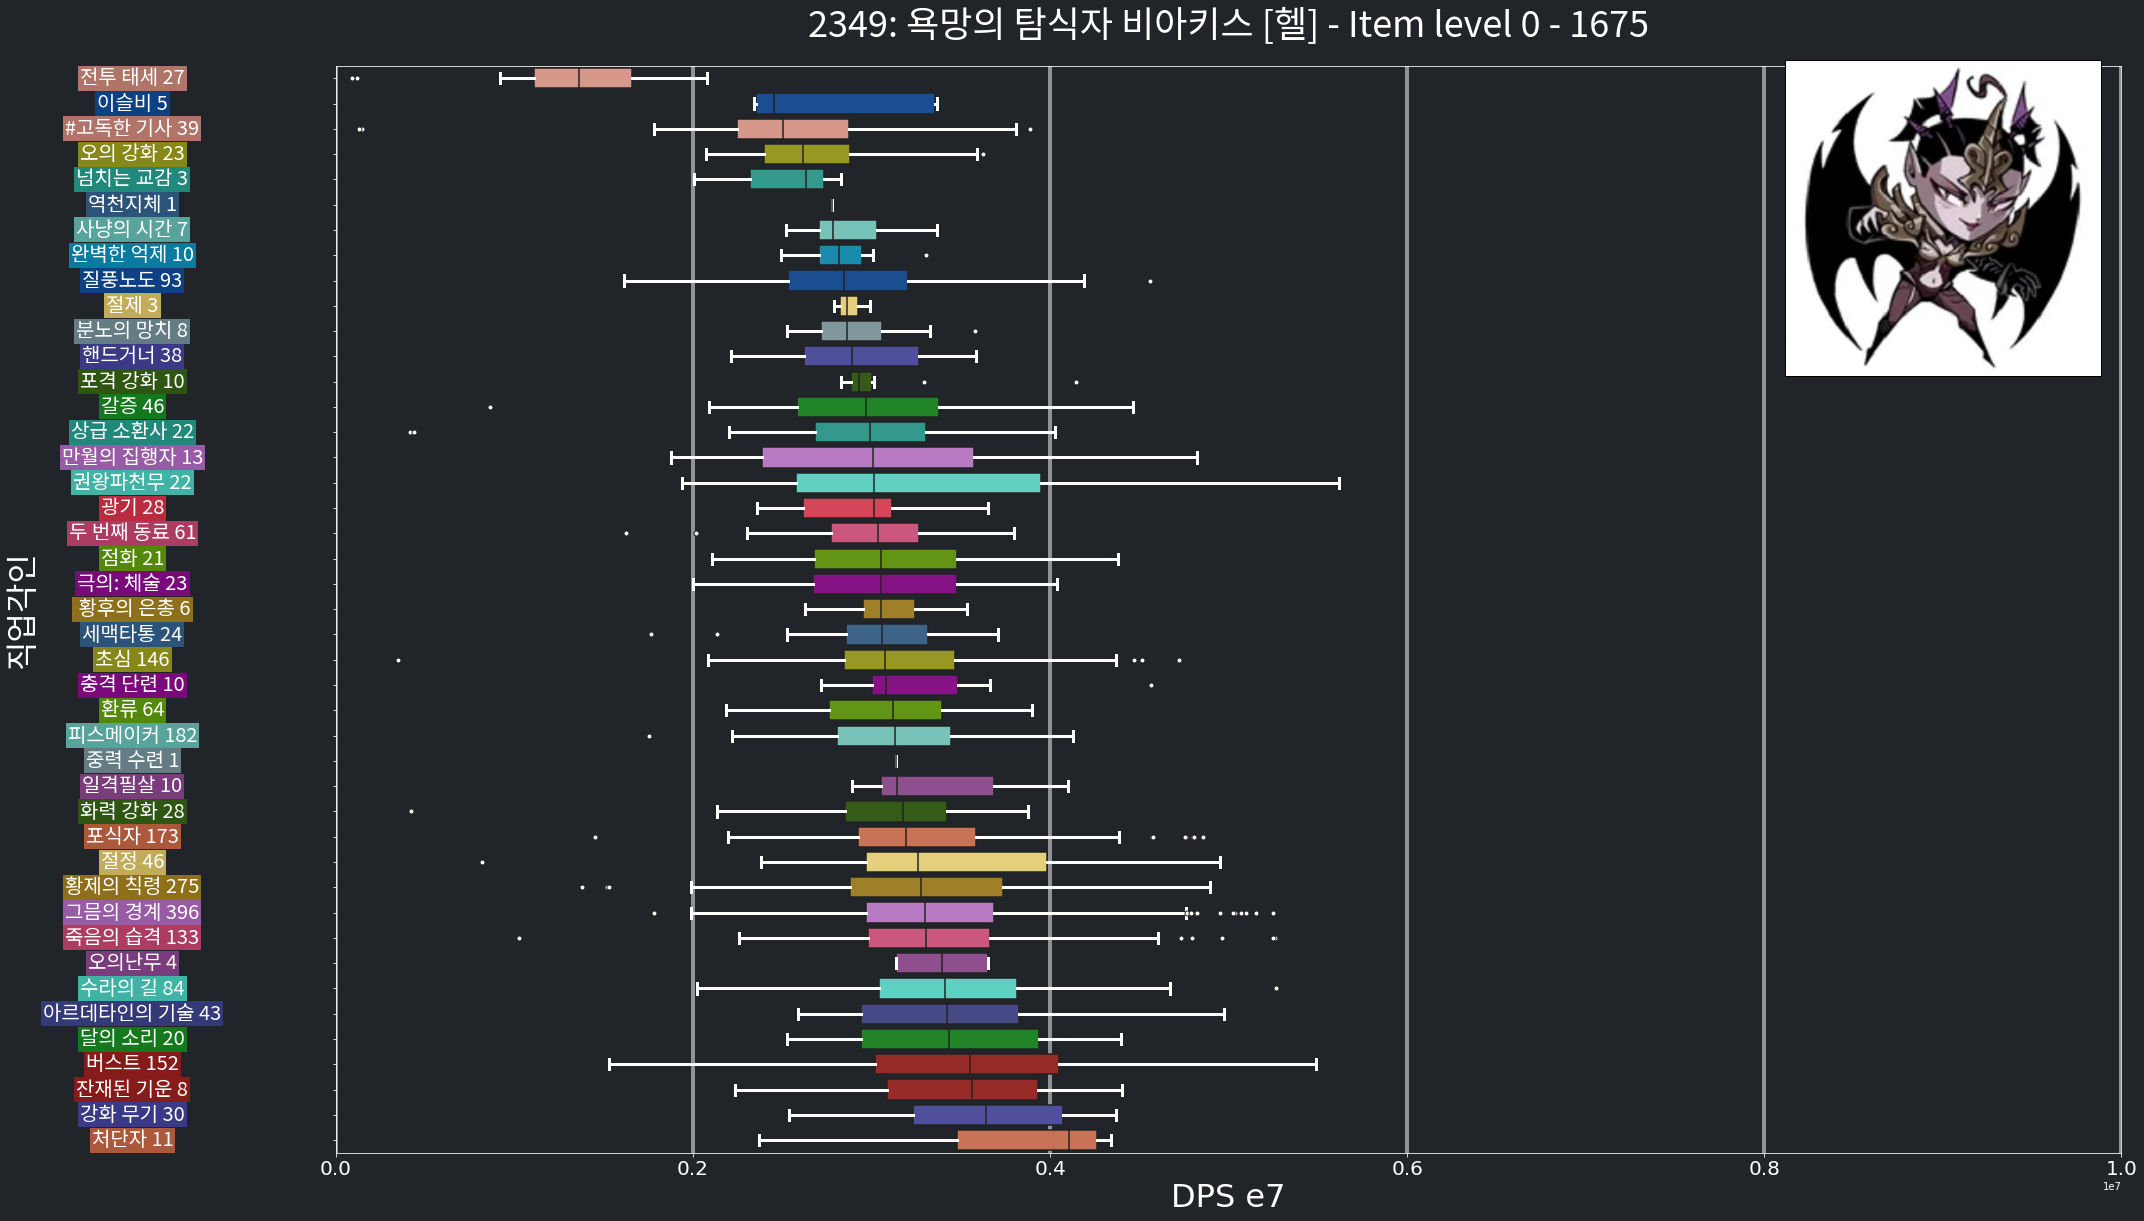 2349: 욕망의 탐식자 비아키스 [헬] - Item level 0 - 1675
전투 태세 27
이슬비 5
#고독한 기사 39
오의 강화 23
넘치는 교감 3
역천지체 1
사냥의 시간 7
완벽한 억제 10
질풍노도 93
절제 3
분노의 망치 8
핸드거너 38
포격 강화 10
갈증 46
상급 소환사 22
만월의 집행자 13
권왕파천무 22
광기 28
두 번째 동료 61
점화 21
극의: 체술 23
황후의 은총 6
세맥타통 24
초심 146
충격 단련 10
환류 64
피스메이커 182
중력 수련 1
일격필살 10
화력 강화 28
포식자 173
절정 46
황제의 칙령 275
그믐의 경계 396
죽음의 습격 133
오의난무 4
수라의 길 84
아르데타인의 기술 43
달의 소리 20
버스트 152
잔재된 기운 8
강화 무기 30
처단자 11
직업각인
0.0 0.2 0.4 0.6 0.8 1.0
1e7
DPS e7